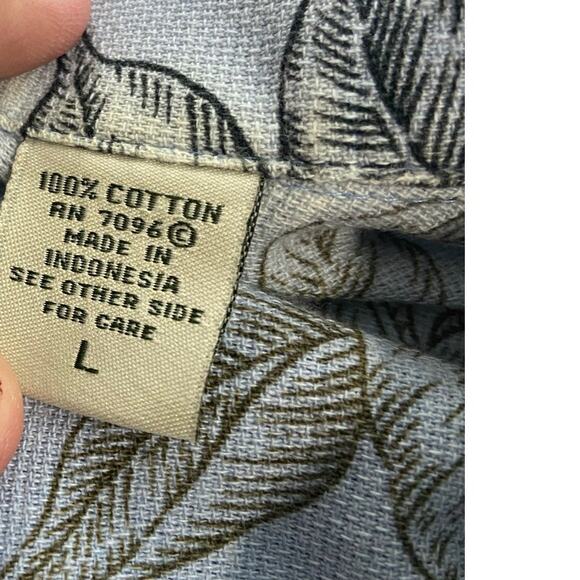 100% COTTON
RN 7096©
MADE IN
INDONESIA
SEE OTHER SIDE
FOR CARE
L